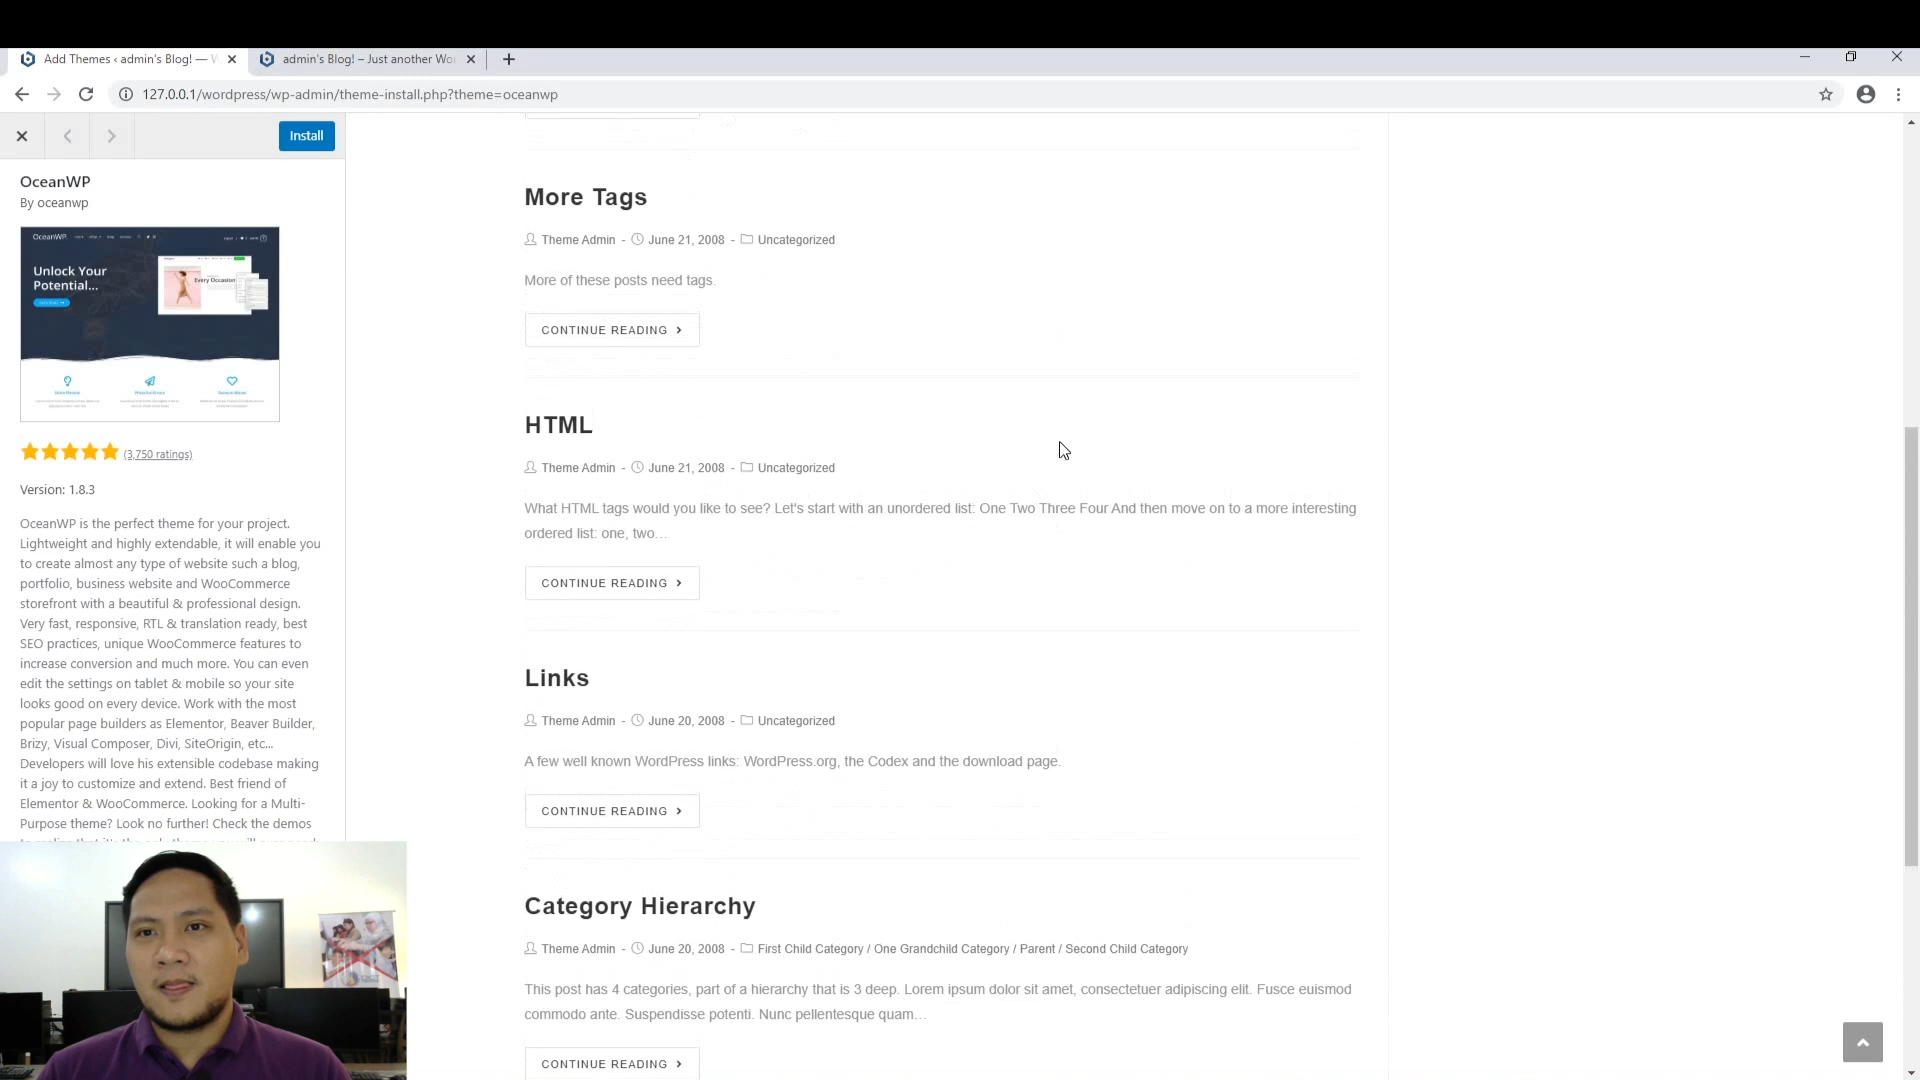 Add Themes ‹ admin's Blog! — W
admin's Blog! – Just another Wor
127.0.0.1/wordpress/wp-admin/theme-install.php?theme=oceanwp
Install
OceanWP
By oceanwp
OceanWP
Unlock Your
Potential...
Every Occasion
(3,750 ratings)
Version: 1.8.3
OceanWP is the perfect theme for your project.
Lightweight and highly extendable, it will enable you
to create almost any type of website such a blog,
portfolio, business website and WooCommerce
storefront with a beautiful & professional design.
Very fast, responsive, RTL & translation ready, best
SEO practices, unique WooCommerce features to
increase conversion and much more. You can even
edit the settings on tablet & mobile so your site
looks good on every device. Work with the most
popular page builders as Elementor, Beaver Builder,
Brizy, Visual Composer, Divi, SiteOrigin, etc...
Developers will love his extensible codebase making
it a joy to customize and extend. Best friend of
Elementor & WooCommerce. Looking for a Multi-
Purpose theme? Look no further! Check the demos
More Tags
Theme Admin - June 21, 2008 - Uncategorized
More of these posts need tags.
CONTINUE READING >
HTML
Theme Admin - June 21, 2008 - Uncategorized
What HTML tags would you like to see? Let's start with an unordered list: One Two Three Four And then move on to a more interesting
ordered list: one, two…
CONTINUE READING >
Links
Theme Admin - June 20, 2008 - Uncategorized
A few well known WordPress links: WordPress.org, the Codex and the download page.
CONTINUE READING >
Category Hierarchy
Theme Admin - June 20, 2008 - First Child Category / One Grandchild Category / Parent / Second Child Category
This post has 4 categories, part of a hierarchy that is 3 deep. Lorem ipsum dolor sit amet, consectetuer adipiscing elit. Fusce euismod
commodo ante. Suspendisse potenti. Nunc pellentesque quam…
CONTINUE READING >